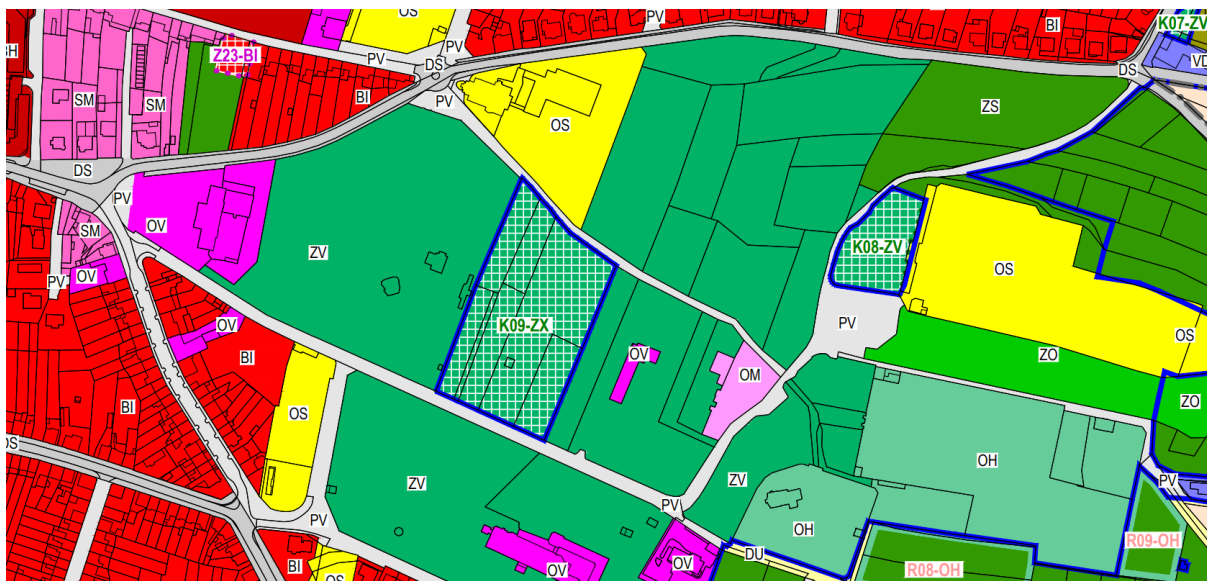 OS
PV
BI
K07-ZV
PV
Z23-BI
PV
DS
VD
DS
BI
SM
SM
PV
ZS
OS
DS
PV
OV
SM
ZV
K08-ZV
OS
PV
OV
K09-ZX
OV
PV
OS
BI
OV
ZO
OM
BI
OS
ZO
OS
OH
ZV
ZV
PV
PV
PV
OH
DU
R09-OH
BI
OV
OV
R08-OH
OS